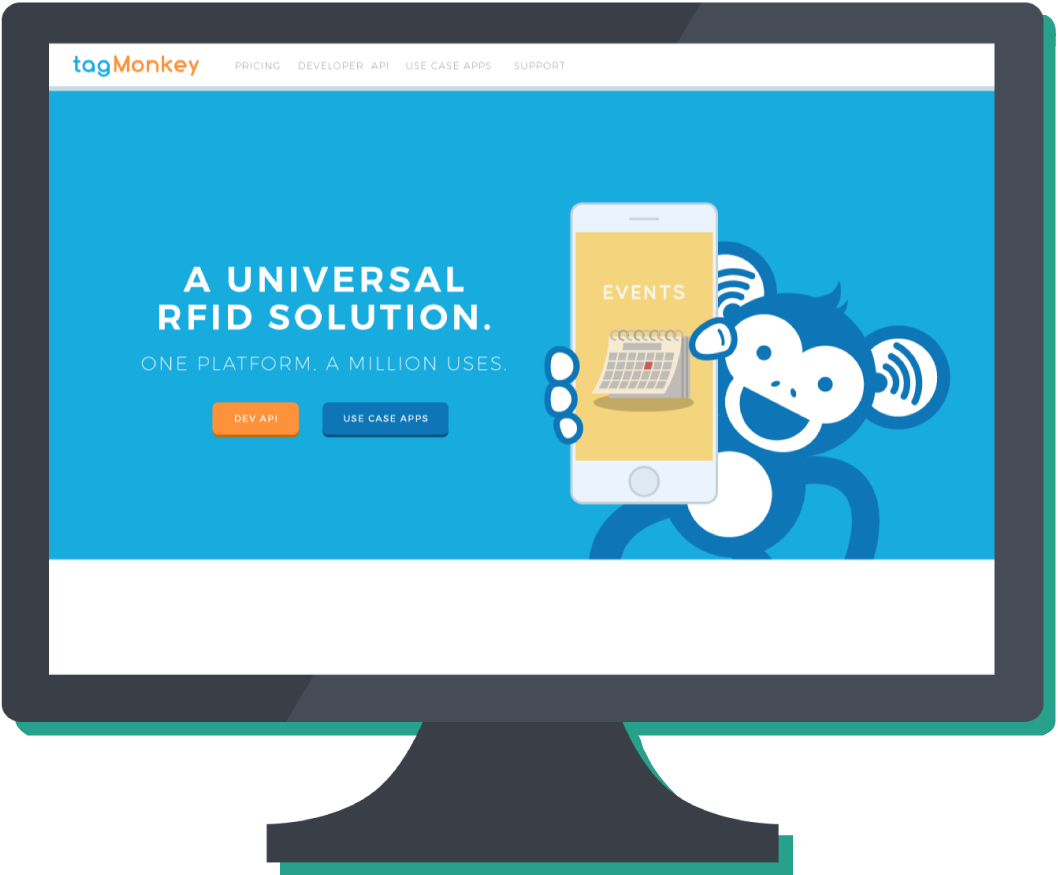 tagMonkey PRICING DEVELOPER API USE CASE APPS SUPPORT
A UNIVERSAL
RFID SOLUTION.
ONE PLATFORM. A MILLION USES.
DEV API USE CASE APPS
EVENTS